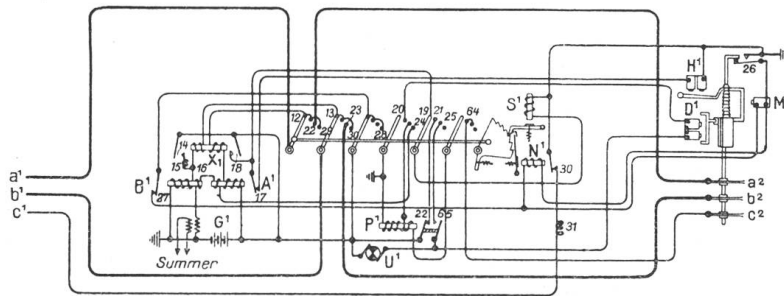 H¹
26
M
D¹
S¹
12
22
13
23
20
19
21
25
64
29
30
28
24
14
15
X¹
16
18
N¹
30
a¹
b¹
c¹
B¹
27
A¹
17
a²
b²
c²
P¹
22
65
31
G¹
U¹
Summer